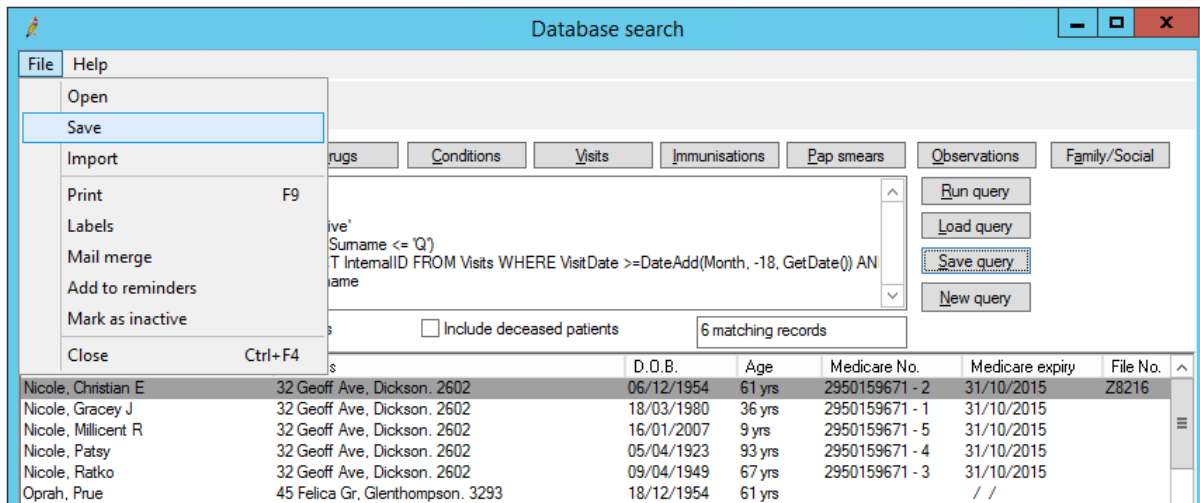 Database search
File Help
Open
Save
Import
Print F9
Labels
Mail merge
Add to reminders
Mark as inactive
Close Ctrl+F4
rugs Conditions Visits Immunisations Pap smears Observations Family/Social
Run query
Load query
Save query
New query
ive'
Surname <= 'Q')
CT InternalID FROM Visits WHERE VisitDate >=DateAdd(Month, -18, GetDate()) AN
name
s Include deceased patients 6 matching records
s D.O.B. Age Medicare No. Medicare expiry File No.
Nicole, Christian E 32 Geoff Ave, Dickson. 2602 06/12/1954 61 yrs 2950159671 - 2 31/10/2015 Z8216
Nicole, Gracey J 32 Geoff Ave, Dickson. 2602 18/03/1980 36 yrs 2950159671 - 1 31/10/2015
Nicole, Millicent R 32 Geoff Ave, Dickson. 2602 16/01/2007 9 yrs 2950159671 - 5 31/10/2015
Nicole, Patsy 32 Geoff Ave, Dickson. 2602 05/04/1923 93 yrs 2950159671 - 4 31/10/2015
Nicole, Ratko 32 Geoff Ave, Dickson. 2602 09/04/1949 67 yrs 2950159671 - 3 31/10/2015
Oprah, Prue 45 Felica Gr, Glenthompson. 3293 18/12/1954 61 yrs / /